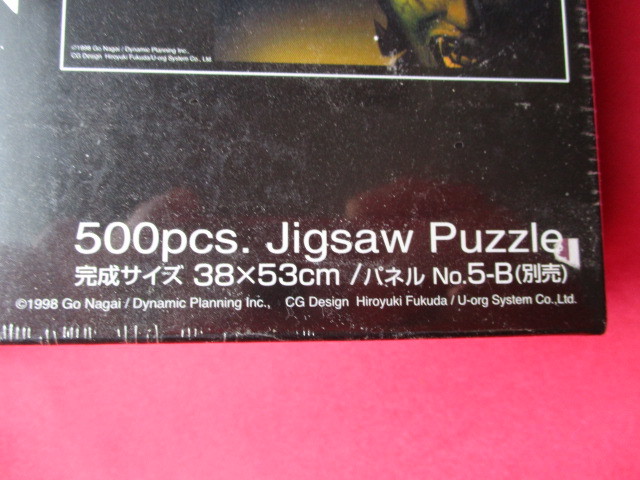 ©1998 Go Nagai / Dynamic Planning Inc.,
CG Design  Hiroyuki Fukuda/U-org System Co., Ltd
500pcs. Jigsaw Puzzle
完成サイズ 38×53cm /パネル No.5-B(別売)
©1998 Go Nagai / Dynamic Planning Inc.,   CG Design  Hiroyuki Fukuda / U-org System Co.,Ltd.